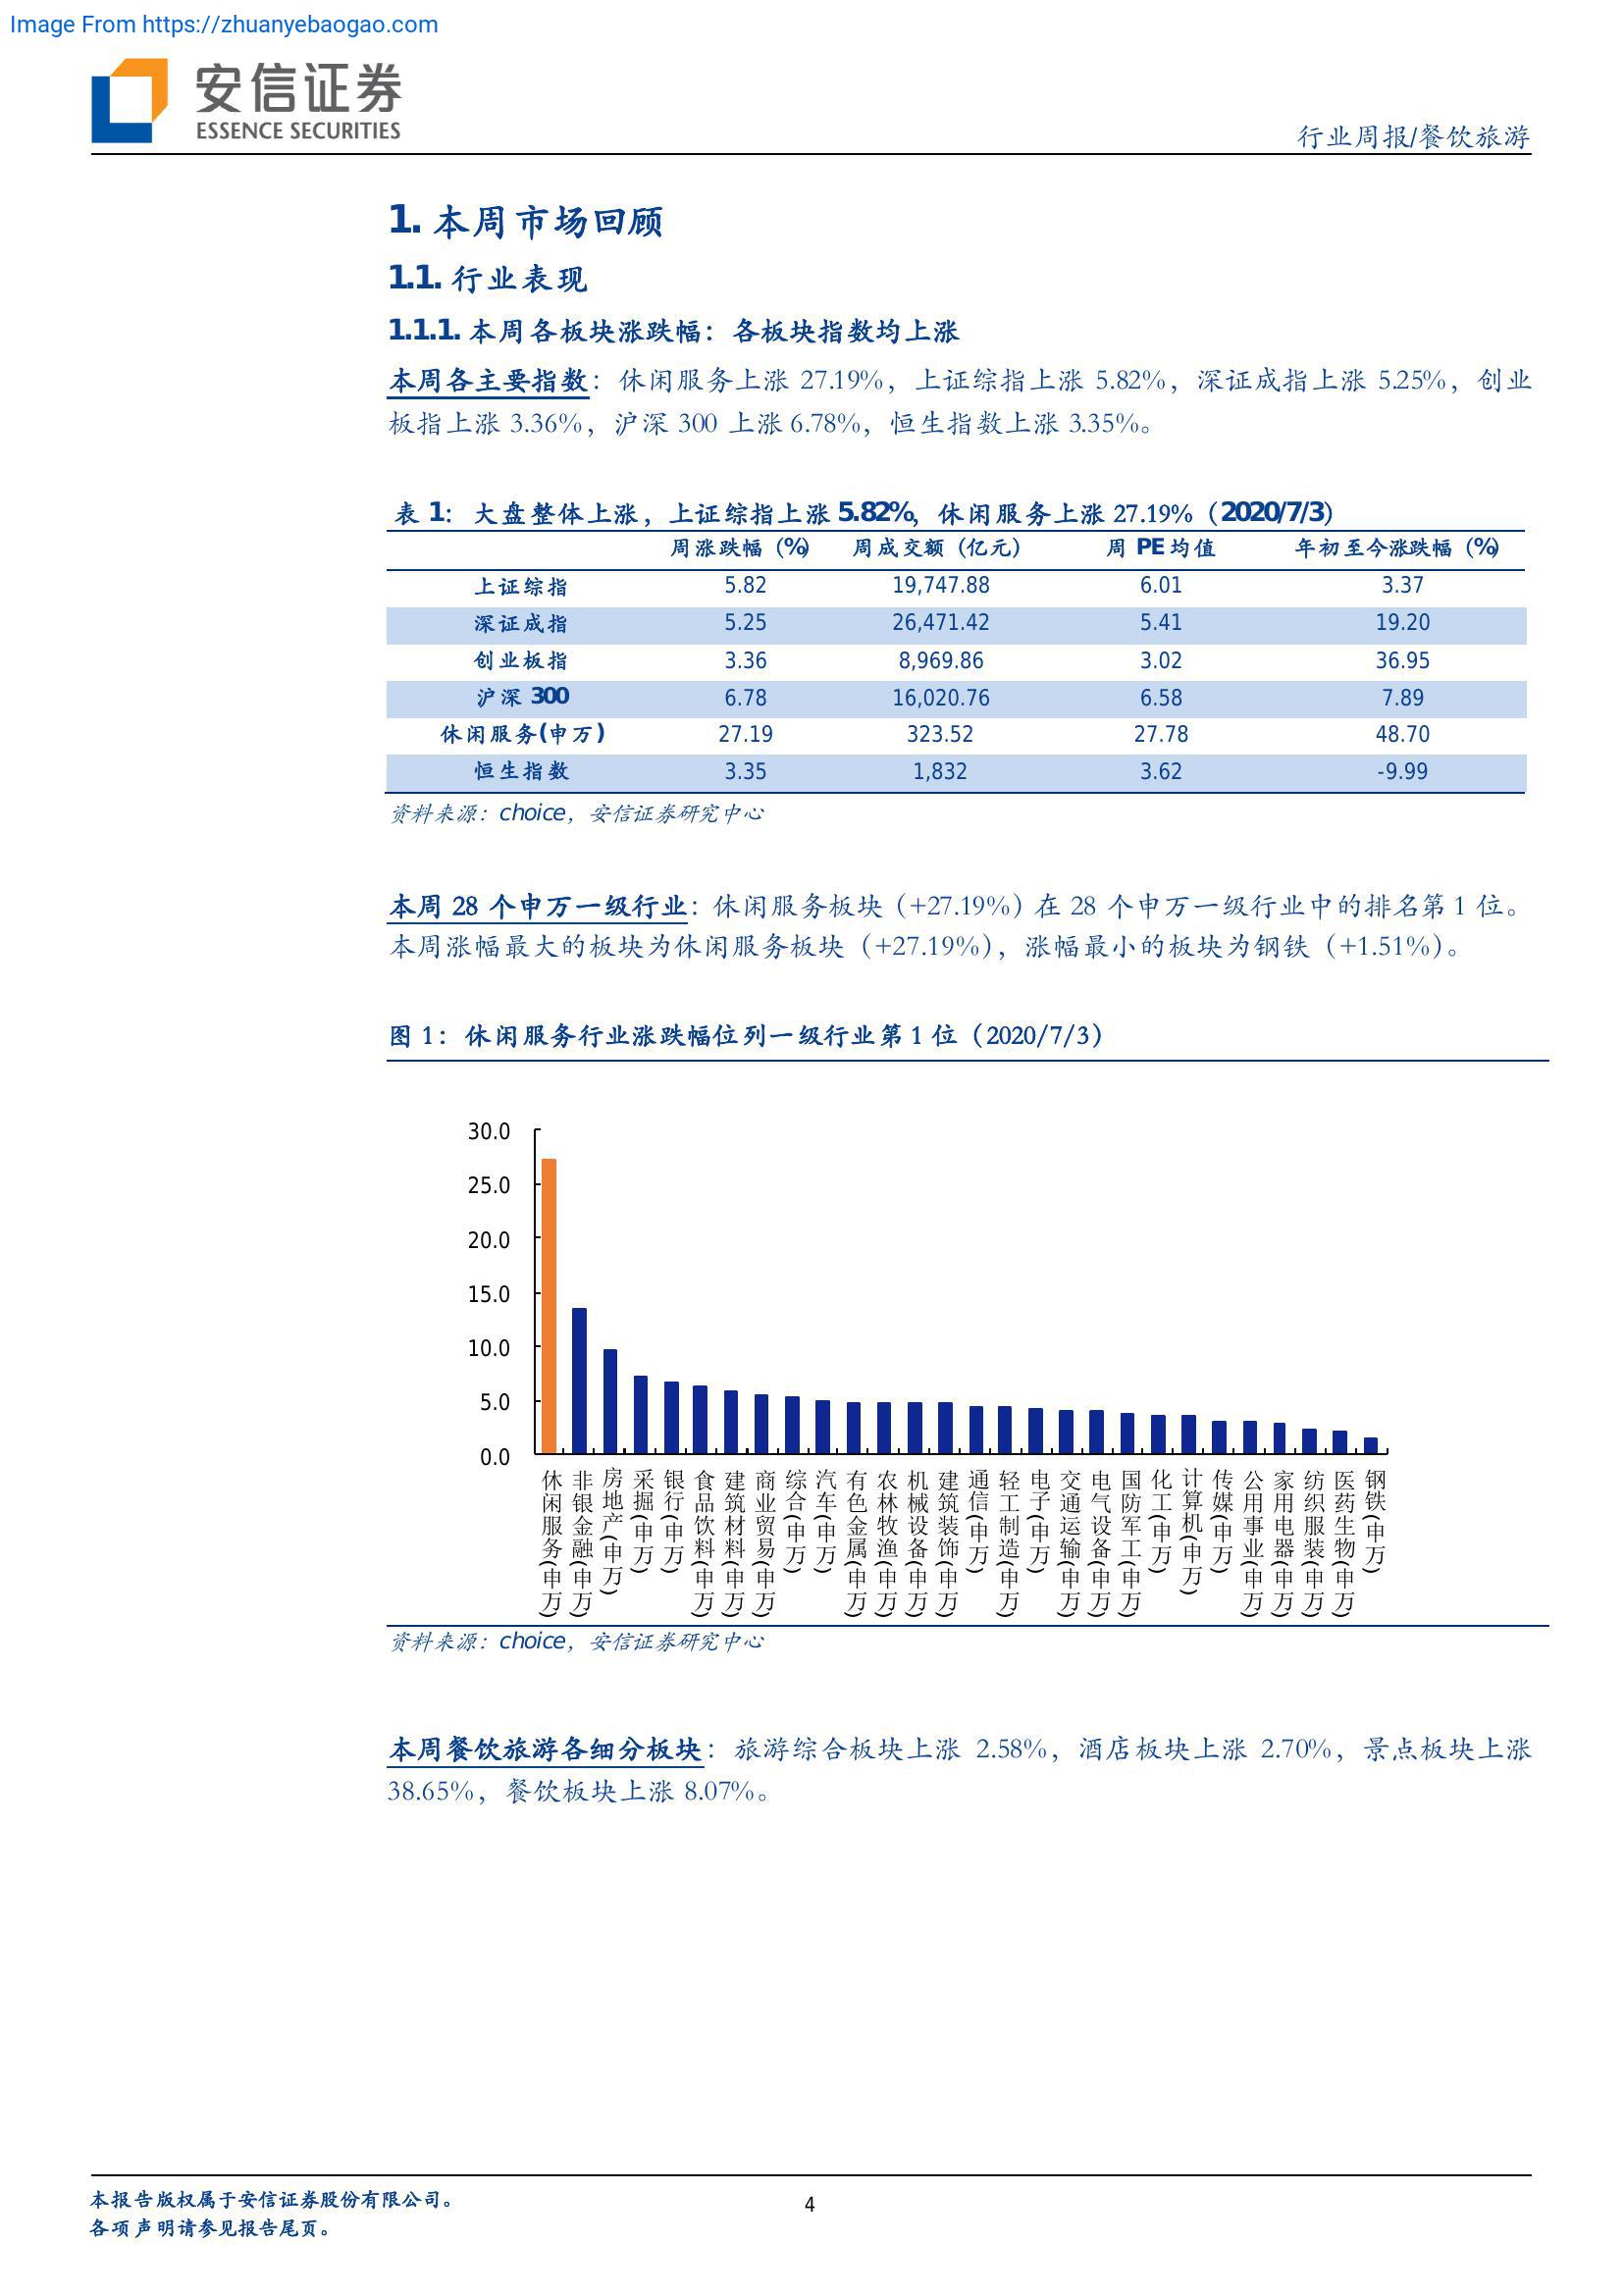 Image From https://zhuanyebaogao.com
安信证券
ESSENCE SECURITIES
行业周报/餐饮旅游
1. 本周市场回顾
1.1. 行业表现
1.1.1. 本周各板块涨跌幅：各板块指数均上涨
本周各主要指数：休闲服务上涨 27.19%，上证综指上涨 5.82%，深证成指上涨 5.25%，创业
板指上涨 3.36%，沪深 300 上涨 6.78%，恒生指数上涨 3.35%。
表 1：大盘整体上涨，上证综指上涨 5.82%，休闲服务上涨 27.19%（2020/7/3）
周涨跌幅（%） 周成交额（亿元） 周 PE 均值 年初至今涨跌幅（%）
上证综指 5.82 19,747.88 6.01 3.37
深证成指 5.25 26,471.42 5.41 19.20
创业板指 3.36 8,969.86 3.02 36.95
沪深 300 6.78 16,020.76 6.58 7.89
休闲服务(申万) 27.19 323.52 27.78 48.70
恒生指数 3.35 1,832 3.62 -9.99
资料来源：choice，安信证券研究中心
本周 28 个申万一级行业：休闲服务板块（+27.19%）在 28 个申万一级行业中的排名第 1 位。
本周涨幅最大的板块为休闲服务板块（+27.19%），涨幅最小的板块为钢铁（+1.51%）。
图 1：休闲服务行业涨跌幅位列一级行业第 1 位（2020/7/3）
30.0
25.0
20.0
15.0
10.0
5.0
0.0
休闲服务(申万)
非银金融(申万)
房地产(申万)
采掘(申万)
银行(申万)
食品饮料(申万)
建筑材料(申万)
商业贸易(申万)
综合(申万)
汽车(申万)
有色金属(申万)
农林牧渔(申万)
机械设备(申万)
建筑装饰(申万)
通信(申万)
轻工制造(申万)
电子(申万)
交通运输(申万)
电气设备(申万)
国防军工(申万)
化工(申万)
计算机(申万)
传媒(申万)
公用事业(申万)
家用电器(申万)
纺织服装(申万)
医药生物(申万)
钢铁(申万)
资料来源：choice，安信证券研究中心
本周餐饮旅游各细分板块：旅游综合板块上涨 2.58%，酒店板块上涨 2.70%，景点板块上涨
38.65%，餐饮板块上涨 8.07%。
本报告版权属于安信证券股份有限公司。
各项声明请参见报告尾页。
4